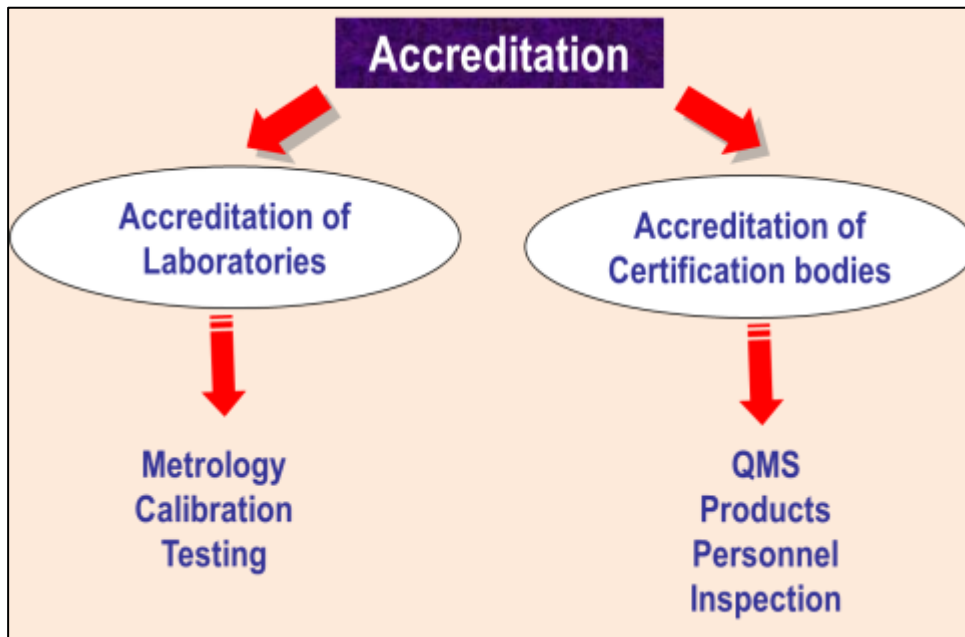 Accreditation
Accreditation of
Laboratories
Accreditation of
Certification bodies
Metrology
Calibration
Testing
QMS
Products
Personnel
Inspection